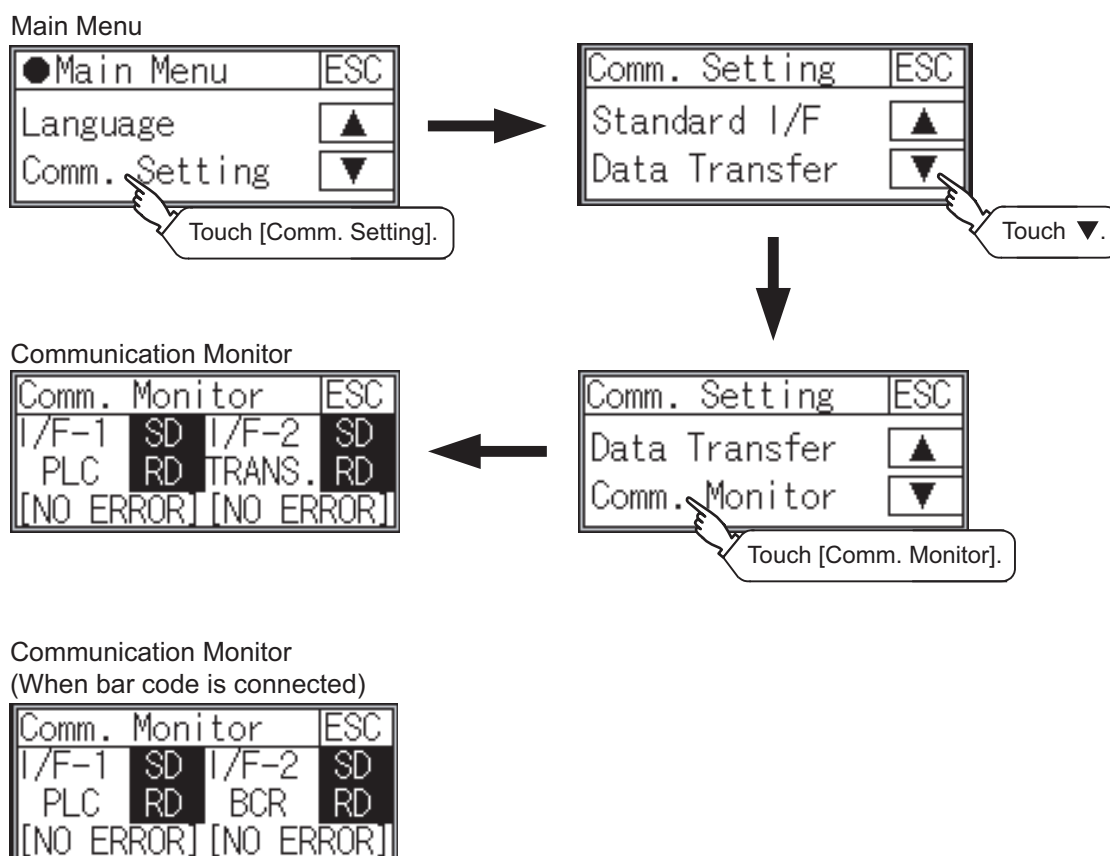 Main Menu
●Main Menu ESC
Language ▲
Comm. Setting ▼
Touch [Comm. Setting].
Comm. Setting ESC
Standard I/F ▲
Data Transfer ▼
Touch ▼.
Comm. Setting ESC
Data Transfer ▲
Comm. Monitor ▼
Touch [Comm. Monitor].
Communication Monitor
Comm. Monitor ESC
I/F-1 SD I/F-2 SD
PLC RD TRANS. RD
[NO ERROR] [NO ERROR]
Communication Monitor
(When bar code is connected)
Comm. Monitor ESC
I/F-1 SD I/F-2 SD
PLC RD BCR RD
[NO ERROR] [NO ERROR]